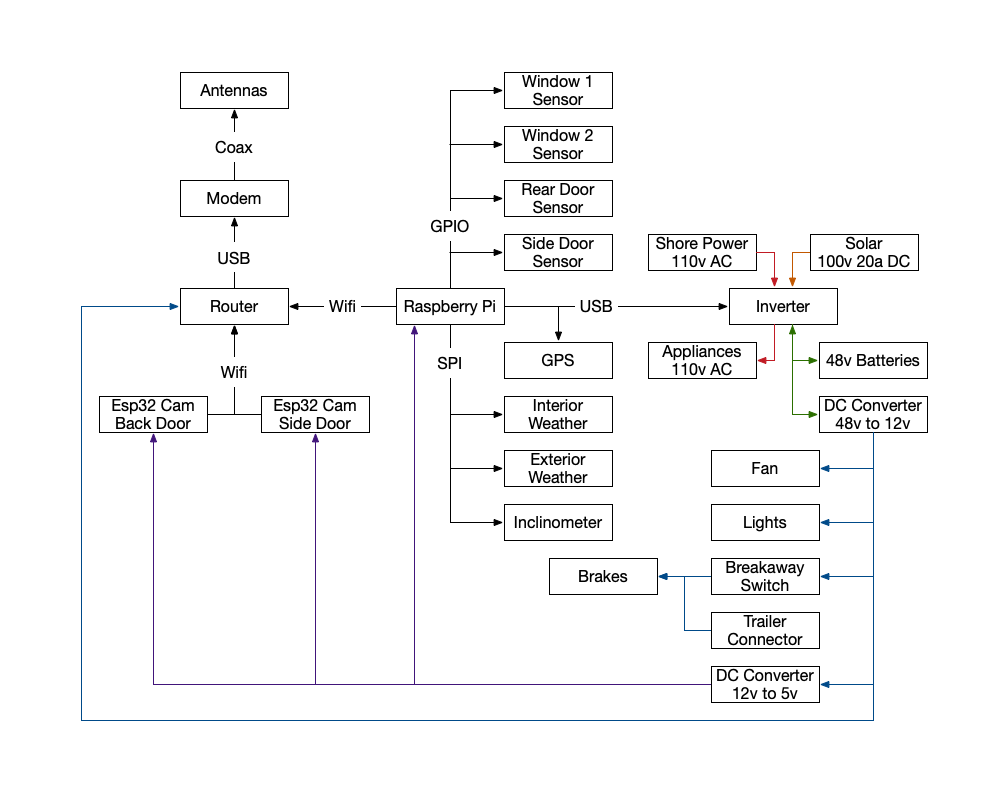 Antennas
Coax
Modem
USB
Router
Wifi
Wifi
Esp32 Cam
Back Door
Esp32 Cam
Side Door
Raspberry Pi
GPIO
Window 1
Sensor
Window 2
Sensor
Rear Door
Sensor
Side Door
Sensor
USB
GPS
SPI
Interior
Weather
Exterior
Weather
Inclinometer
Shore Power
110v AC
Solar
100v 20a DC
Inverter
Appliances
110v AC
48v Batteries
DC Converter
48v to 12v
Fan
Lights
Brakes
Breakaway
Switch
Trailer
Connector
DC Converter
12v to 5v